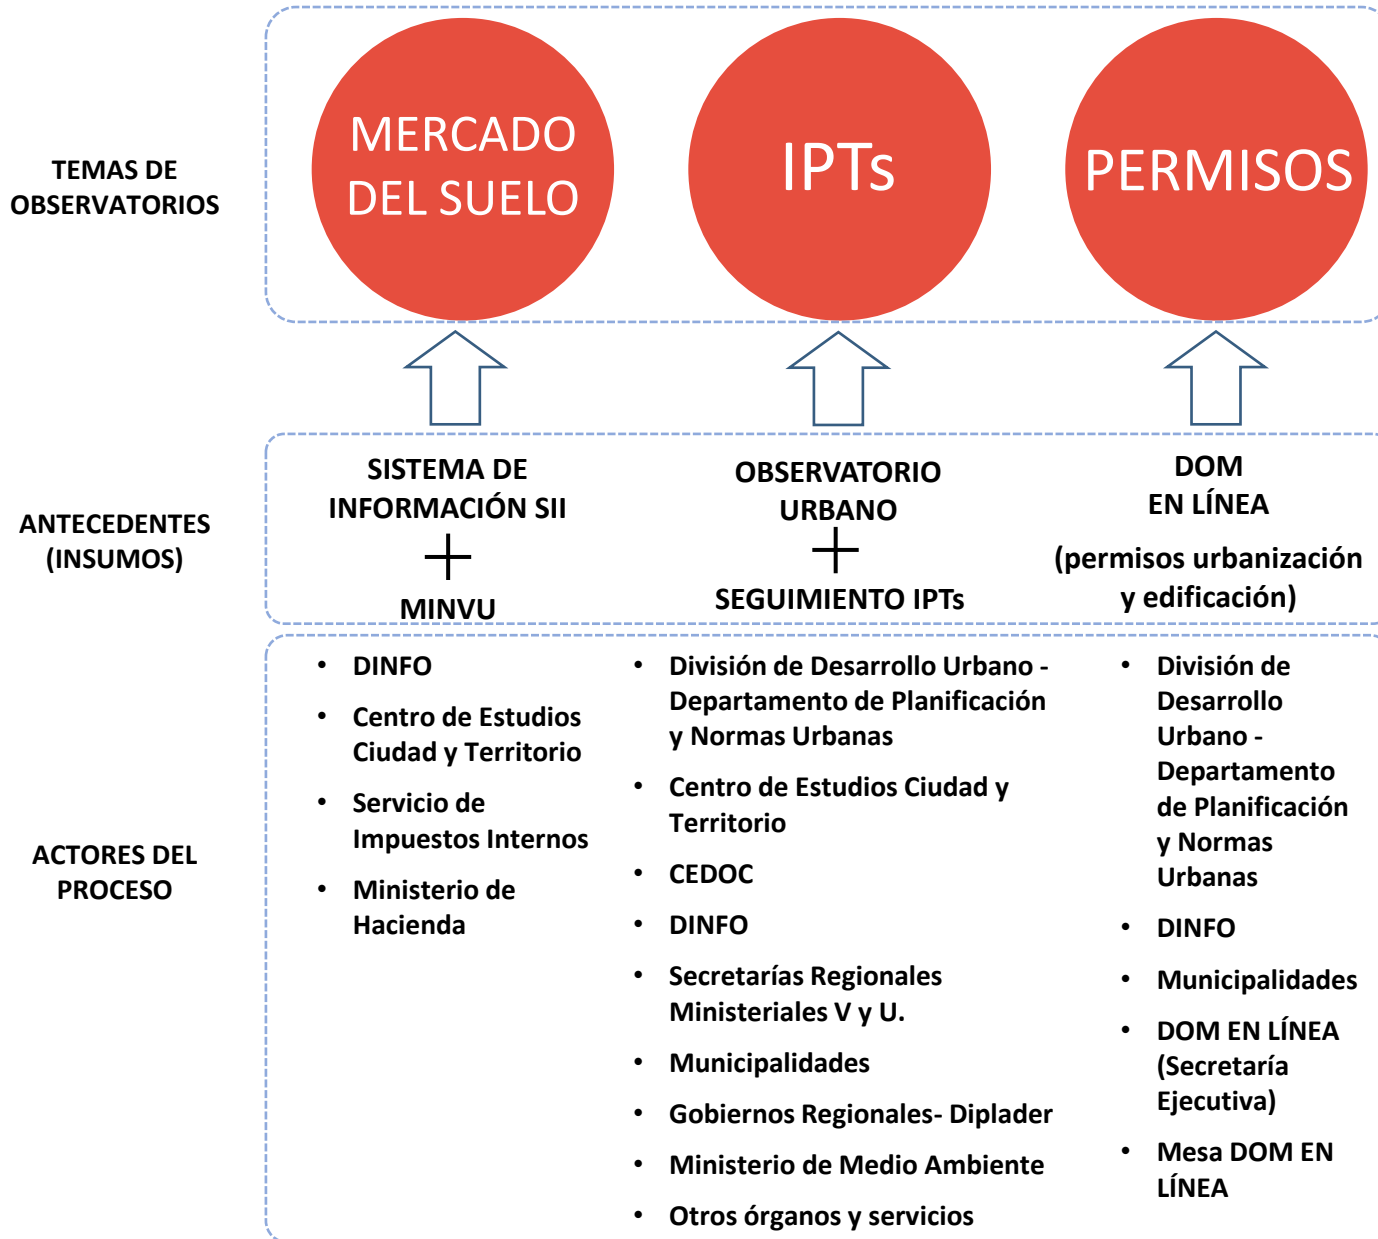 TEMAS DE
OBSERVATORIOS
MERCADO
DEL SUELO
IPTs
PERMISOS
ANTECEDENTES
(INSUMOS)
SISTEMA DE
INFORMACIÓN SII
+
MINVU
OBSERVATORIO
URBANO
+
SEGUIMIENTO IPTs
DOM
EN LÍNEA
(permisos urbanización
y edificación)
ACTORES DEL
PROCESO
• DINFO
• Centro de Estudios
Ciudad y Territorio
• Servicio de
Impuestos Internos
• Ministerio de
Hacienda
• División de Desarrollo Urbano -
Departamento de Planificación
y Normas Urbanas
• Centro de Estudios Ciudad y
Territorio
• CEDOC
• DINFO
• Secretarías Regionales
Ministeriales V y U.
• Municipalidades
• Gobiernos Regionales- Diplader
• Ministerio de Medio Ambiente
• Otros órganos y servicios
• División de
Desarrollo
Urbano -
Departamento
de Planificación
y Normas
Urbanas
• DINFO
• Municipalidades
• DOM EN LÍNEA
(Secretaría
Ejecutiva)
• Mesa DOM EN
LÍNEA